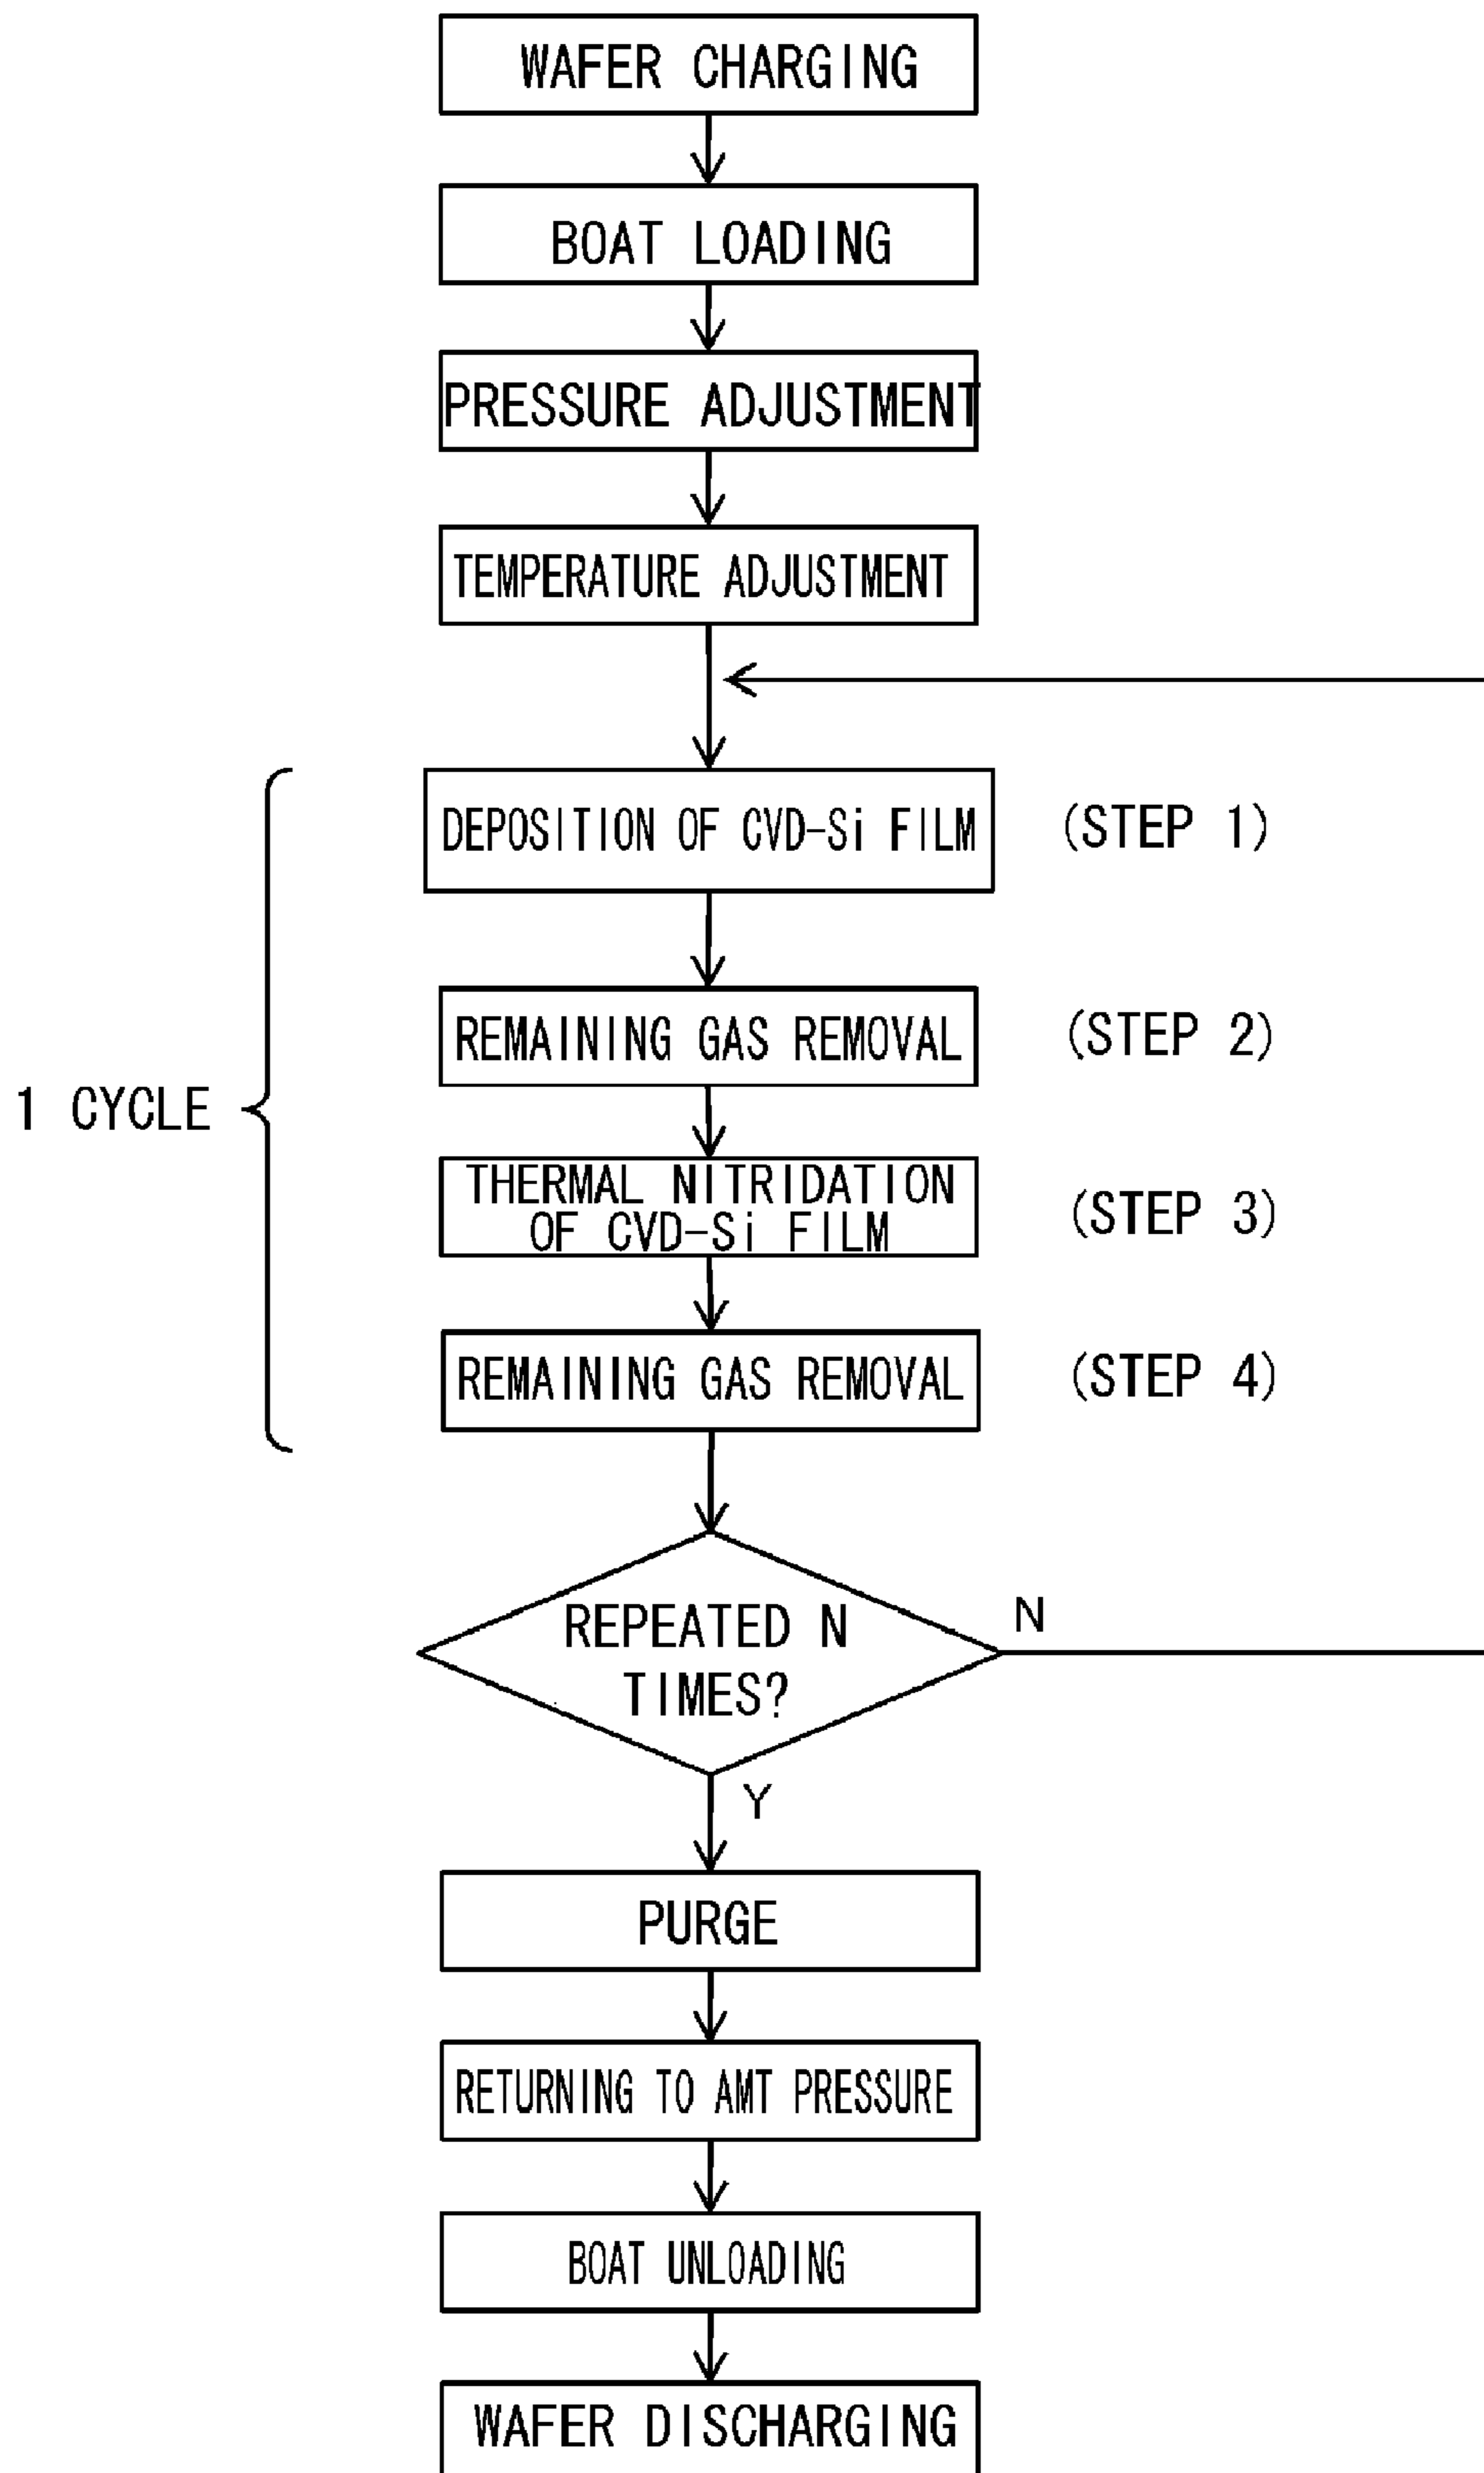 WAFER CHARGING
BOAT LOADING
PRESSURE ADJUSTMENT
TEMPERATURE ADJUSTMENT
DEPOSITION OF CVD-Si FILM (STEP 1)
REMAINING GAS REMOVAL (STEP 2)
1 CYCLE
THERMAL NITRIDATION
OF CVD-Si FILM (STEP 3)
REMAINING GAS REMOVAL (STEP 4)
REPEATED N
TIMES?
N
Y
PURGE
RETURNING TO AMT PRESSURE
BOAT UNLOADING
WAFER DISCHARGING